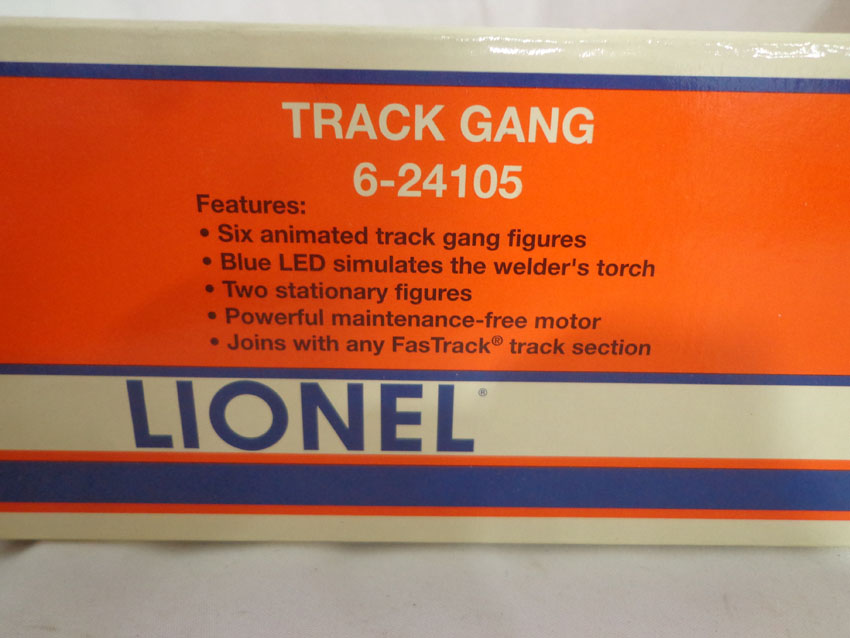 TRACK GANG
6-24105
Features:
• Six animated track gang figures
• Blue LED simulates the welder's torch
• Two stationary figures
• Powerful maintenance-free motor
• Joins with any FasTrack® track section
LIONEL®